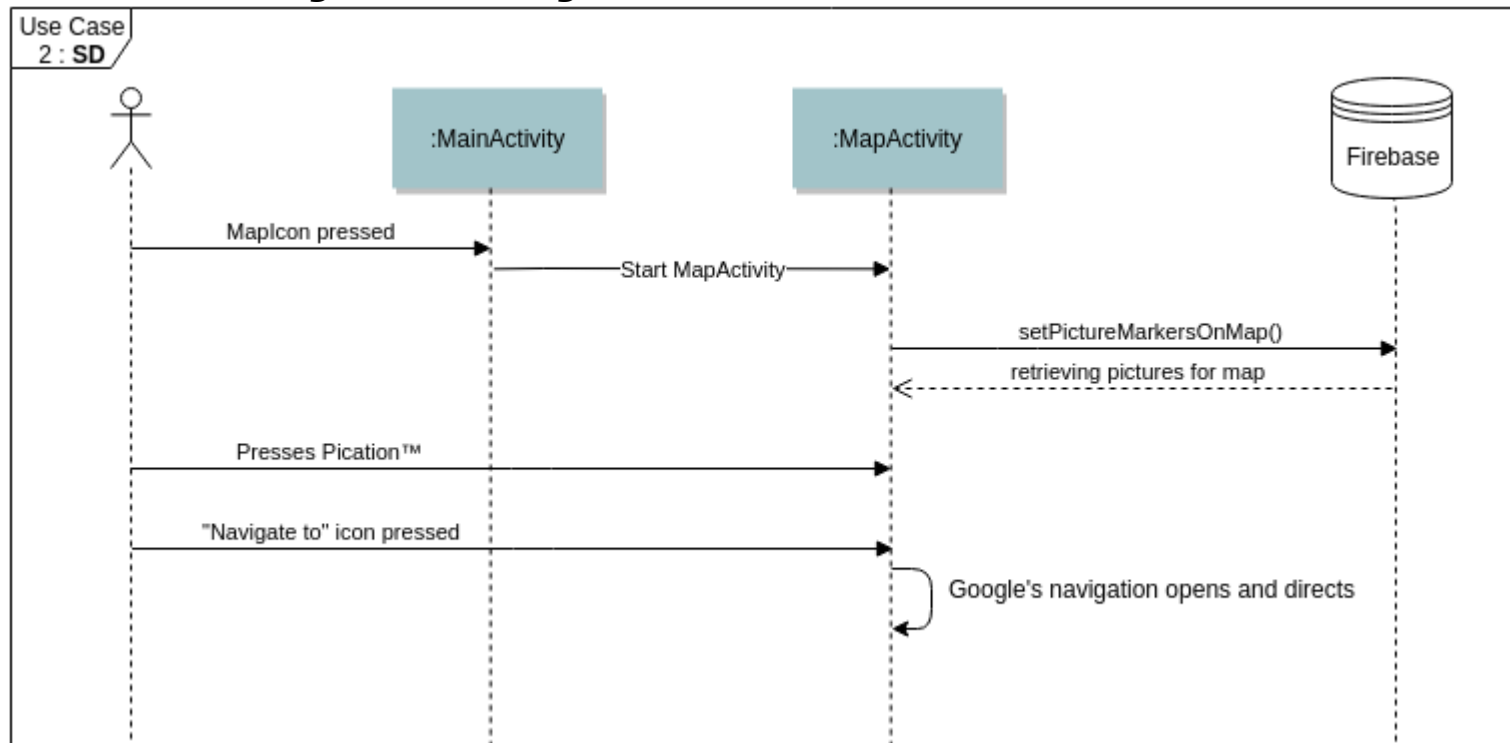 Use Case
2 : SD
:MainActivity
:MapActivity
Firebase
MapIcon pressed
Start MapActivity
setPictureMarkersOnMap()
retrieving pictures for map
Presses Pication™
"Navigate to" icon pressed
Google's navigation opens and directs